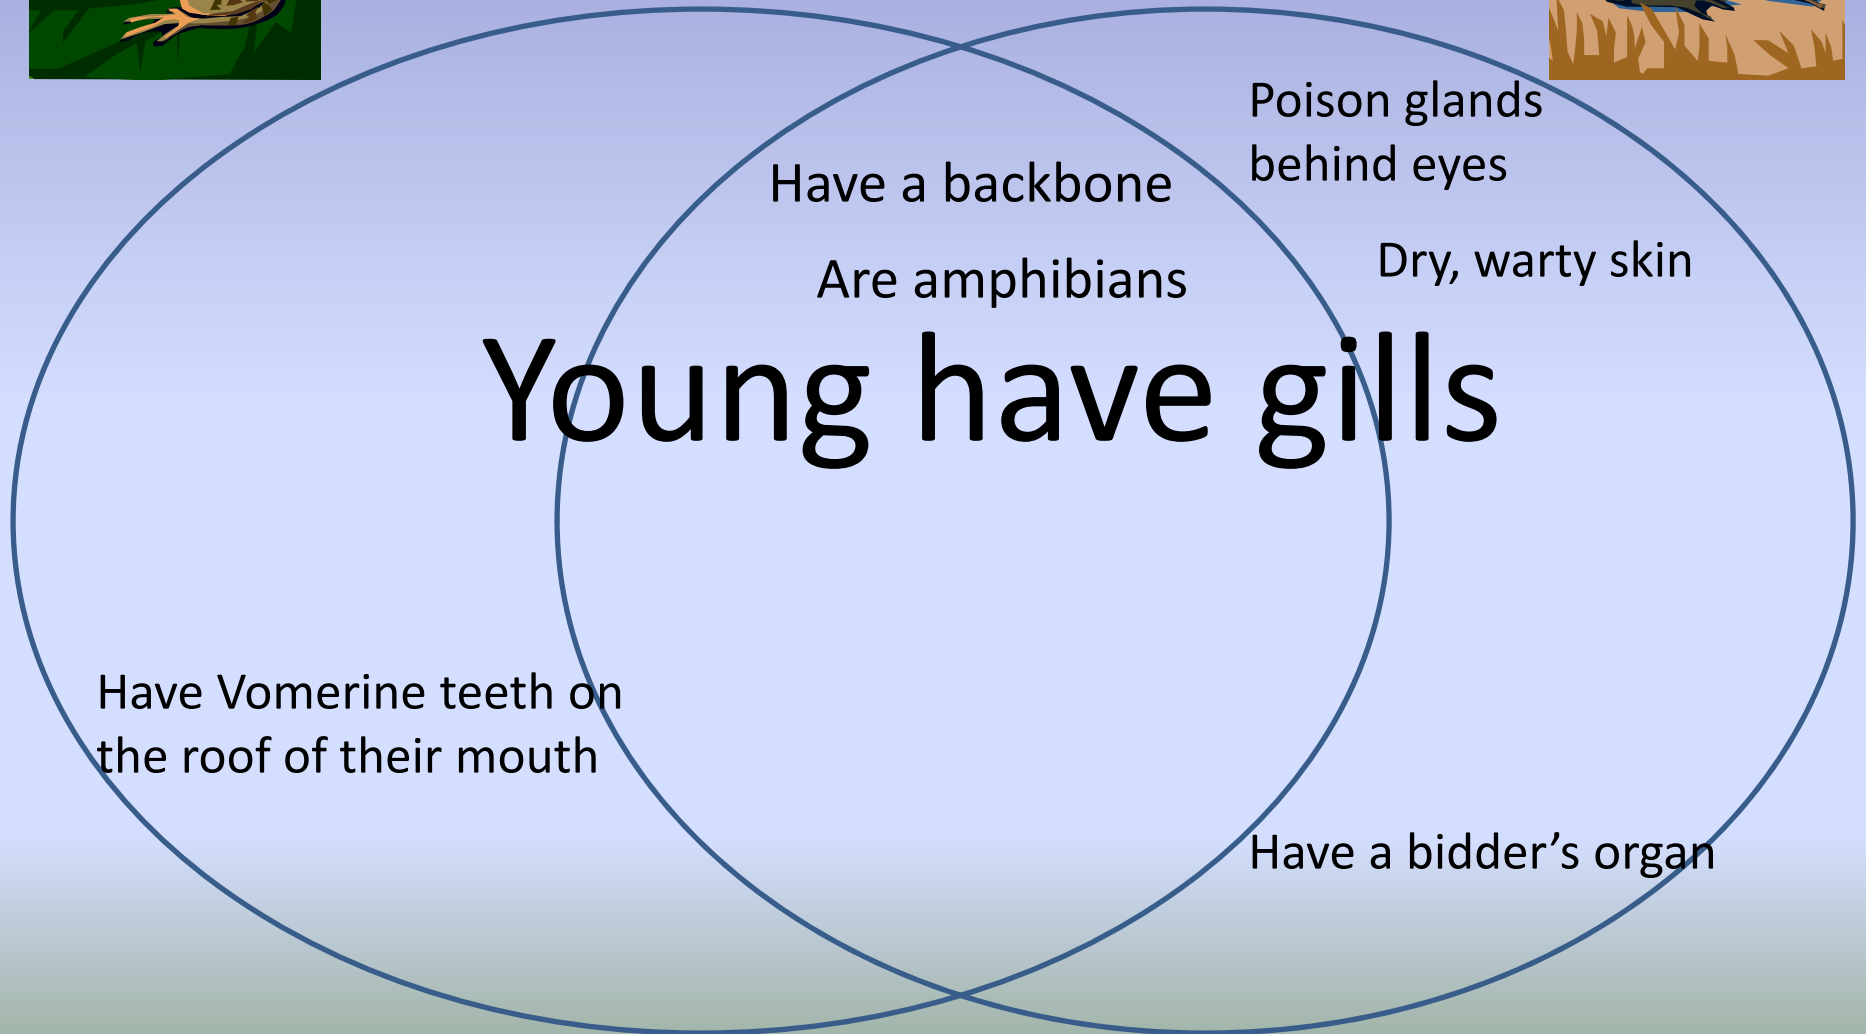 Poison glands
behind eyes
Have a backbone
Dry, warty skin
Are amphibians
Young have gills
Have Vomerine teeth on
the roof of their mouth
Have a bidder’s organ